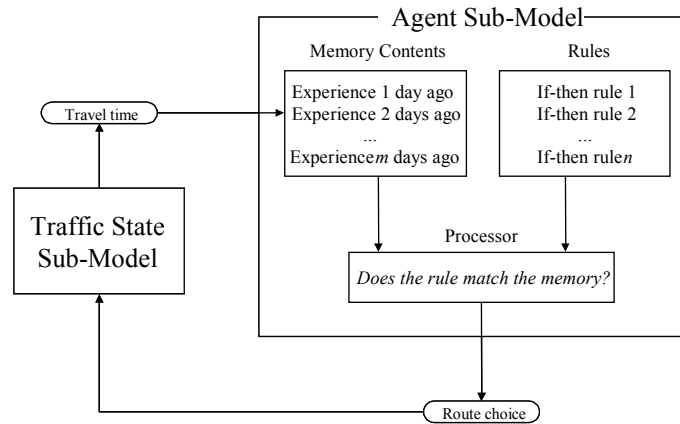 Agent Sub-Model
Memory Contents
Rules
Experience 1 day ago
Experience 2 days ago
...
Experience m days ago
If-then rule 1
If-then rule 2
...
If-then rule n
Travel time
Traffic State
Sub-Model
Processor
Does the rule match the memory?
Route choice